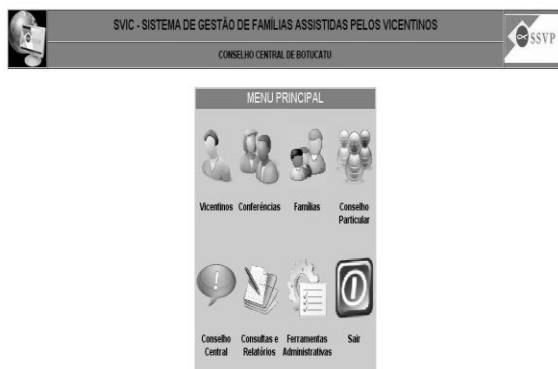 SVIC - SISTEMA DE GESTÃO DE FAMÍLIAS ASSISTIDAS PELOS VICENTINOS
CONSELHO CENTRAL DE BOTUCATU
SSVP
MENU PRINCIPAL
Vicentinos Conferências Famílias Conselho
Particular
Conselho Consultas e Ferramentas Sair
Central Relatórios Administrativas